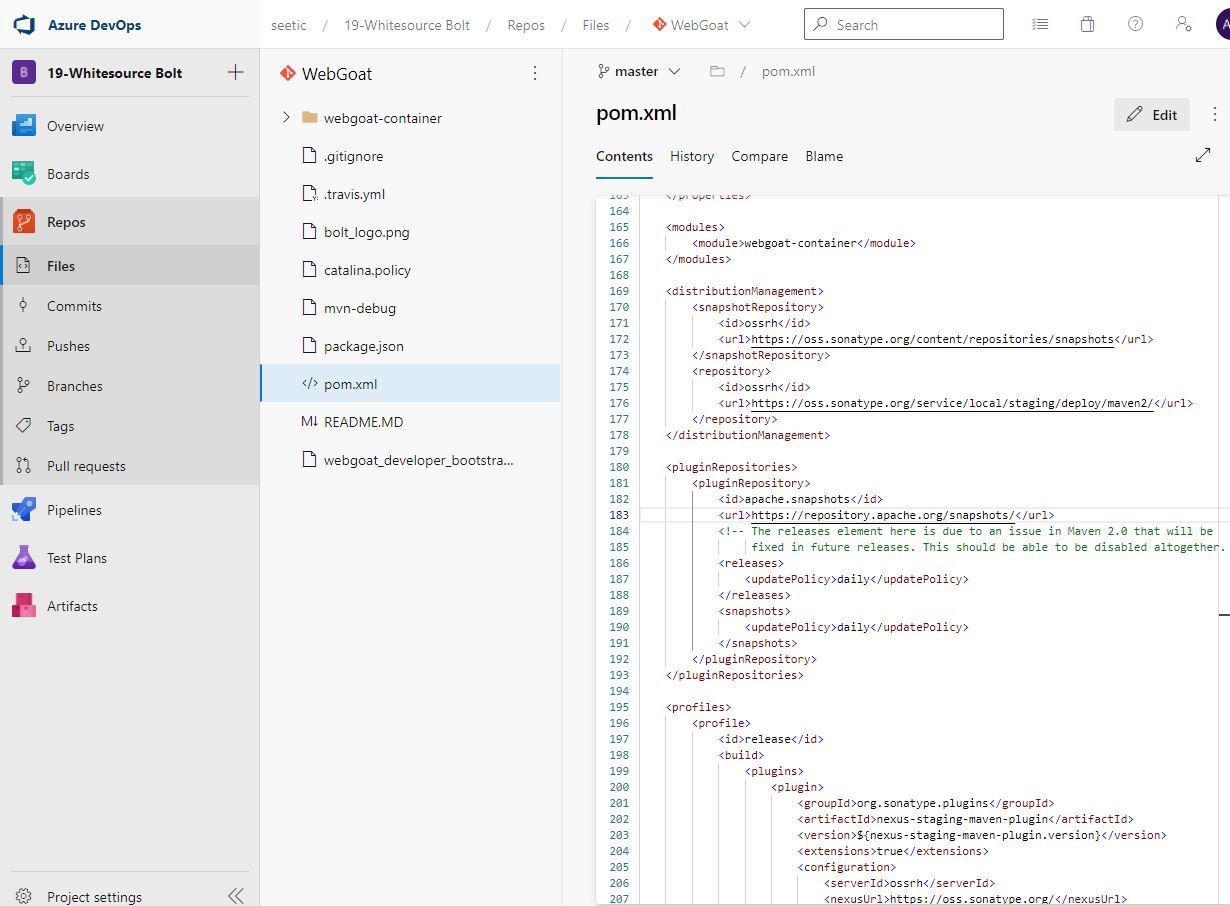 Azure DevOps
seetic / 19-Whitesource Bolt / Repos / Files / WebGoat
Search
A
B 19-Whitesource Bolt
Overview
Boards
Repos
Files
Commits
Pushes
Branches
Tags
Pull requests
Pipelines
Test Plans
Artifacts
Project settings
WebGoat
webgoat-container
.gitignore
.travis.yml
bolt_logo.png
catalina.policy
mvn-debug
package.json
</> pom.xml
M↓ README.MD
webgoat_developer_bootstra...
master / pom.xml
pom.xml
Edit
Contents History Compare Blame
163 </properties>
164
165 <modules>
166 <module>webgoat-container</module>
167 </modules>
168
169 <distributionManagement>
170 <snapshotRepository>
171 <id>ossrh</id>
172 <url>https://oss.sonatype.org/content/repositories/snapshots</url>
173 </snapshotRepository>
174 <repository>
175 <id>ossrh</id>
176 <url>https://oss.sonatype.org/service/local/staging/deploy/maven2/</url>
177 </repository>
178 </distributionManagement>
179
180 <pluginRepositories>
181 <pluginRepository>
182 <id>apache.snapshots</id>
183 <url>https://repository.apache.org/snapshots/</url>
184 <!-- The releases element here is due to an issue in Maven 2.0 that will be
185 fixed in future releases. This should be able to be disabled altogether.
186 <releases>
187 <updatePolicy>daily</updatePolicy>
188 </releases>
189 <snapshots>
190 <updatePolicy>daily</updatePolicy>
191 </snapshots>
192 </pluginRepository>
193 </pluginRepositories>
194
195 <profiles>
196 <profile>
197 <id>release</id>
198 <build>
199 <plugins>
200 <plugin>
201 <groupId>org.sonatype.plugins</groupId>
202 <artifactId>nexus-staging-maven-plugin</artifactId>
203 <version>${nexus-staging-maven-plugin.version}</version>
204 <extensions>true</extensions>
205 <configuration>
206 <serverId>ossrh</serverId>
207 <nexusUrl>https://oss.sonatype.org/</nexusUrl>